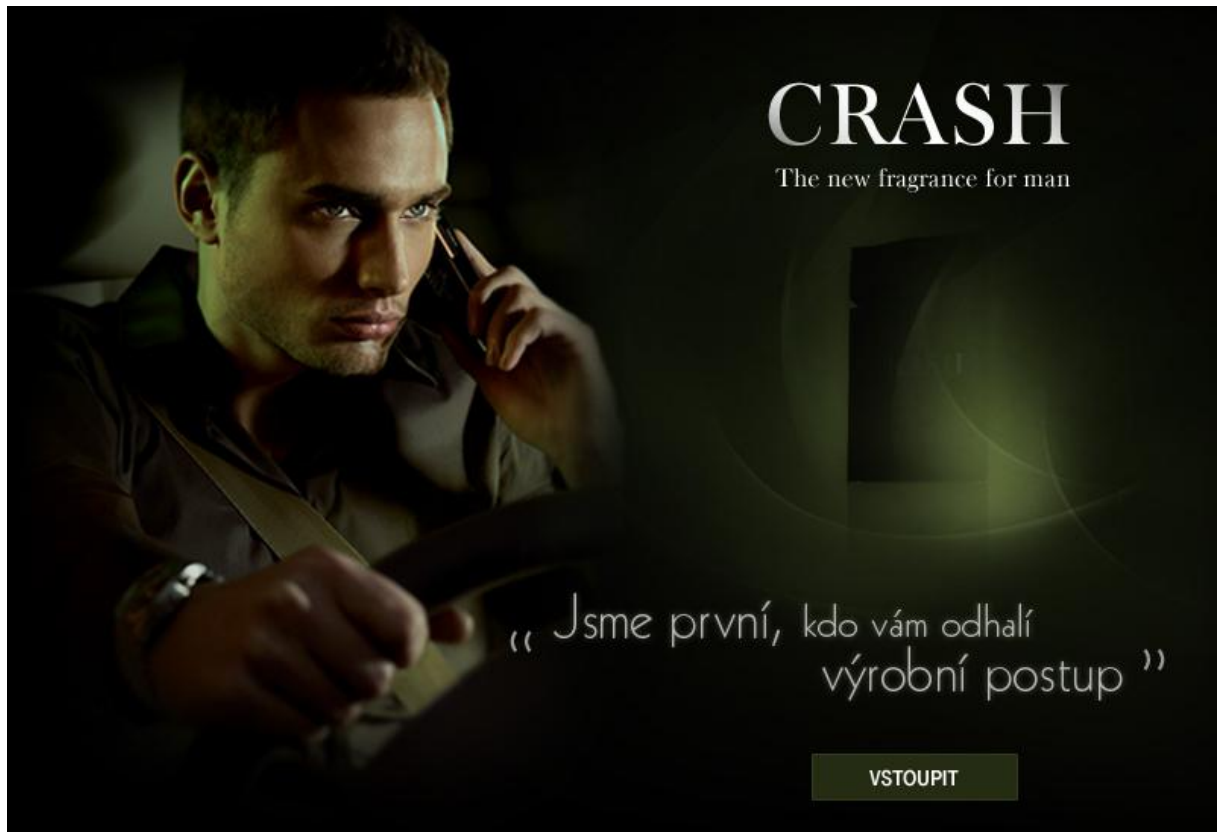 CRASH
The new fragrance for man
“ Jsme první, kdo vám odhalí
výrobní postup ”
VSTOUPIT